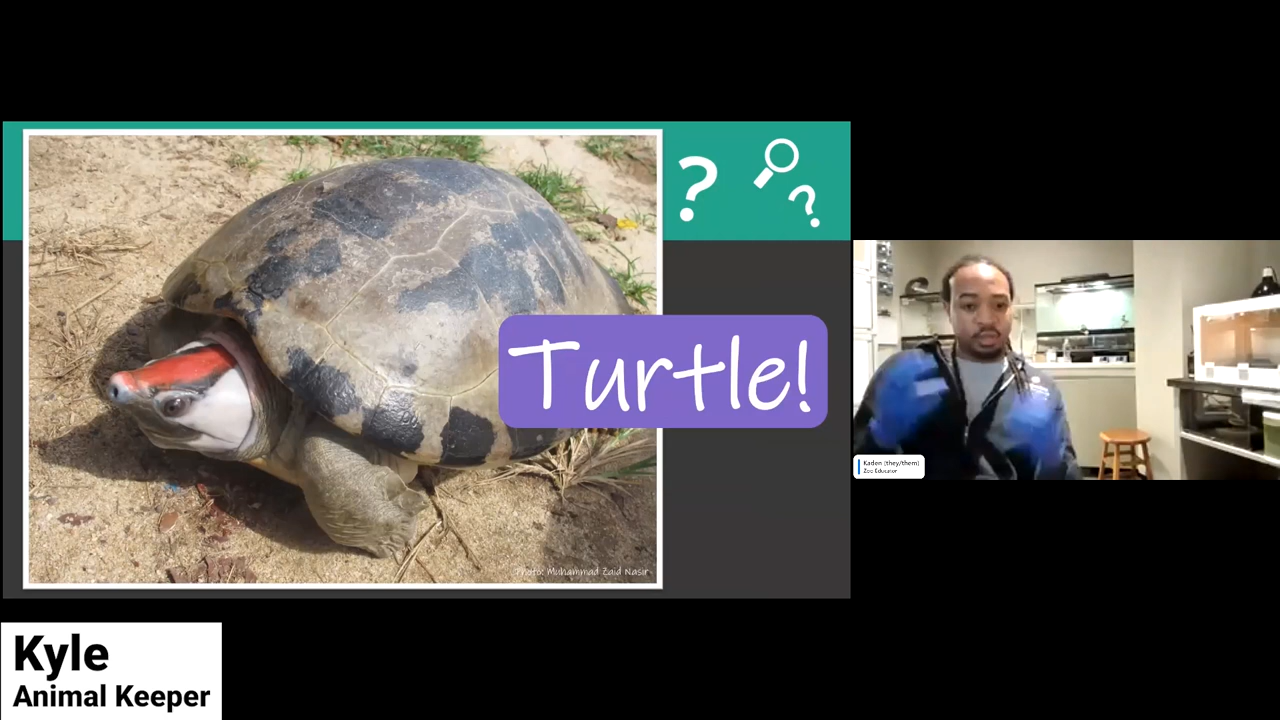 ? ?
Turtle!
Photo: Muhammad Zaid Nasir
Kaden (they/them)
Zoo Educator
Kyle
Animal Keeper